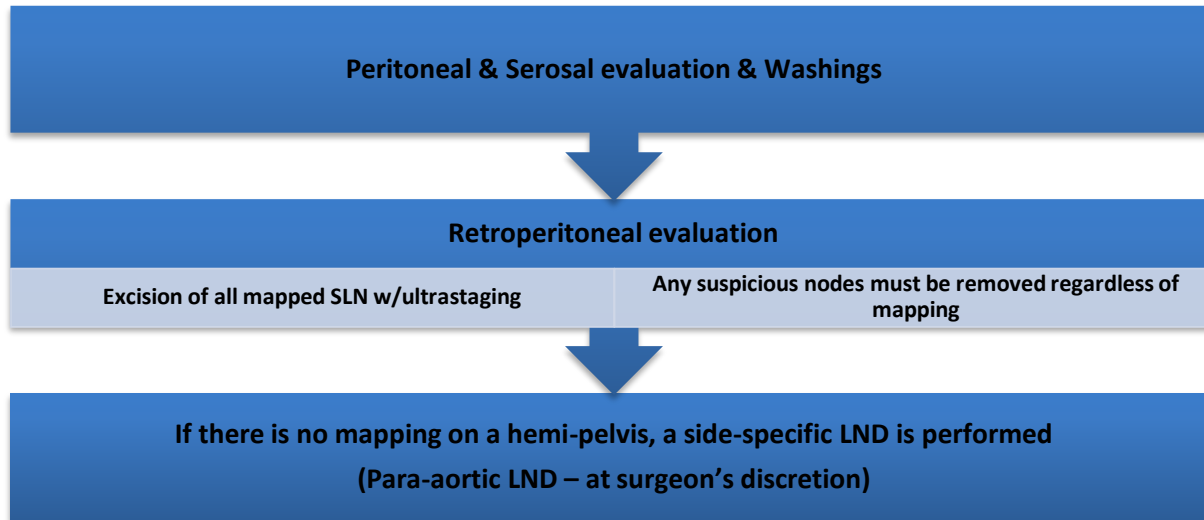 Peritoneal & Serosal evaluation & Washings
Retroperitoneal evaluation
Excision of all mapped SLN w/ultrastaging
Any suspicious nodes must be removed regardless of
mapping
If there is no mapping on a hemi-pelvis, a side-specific LND is performed
(Para-aortic LND – at surgeon’s discretion)